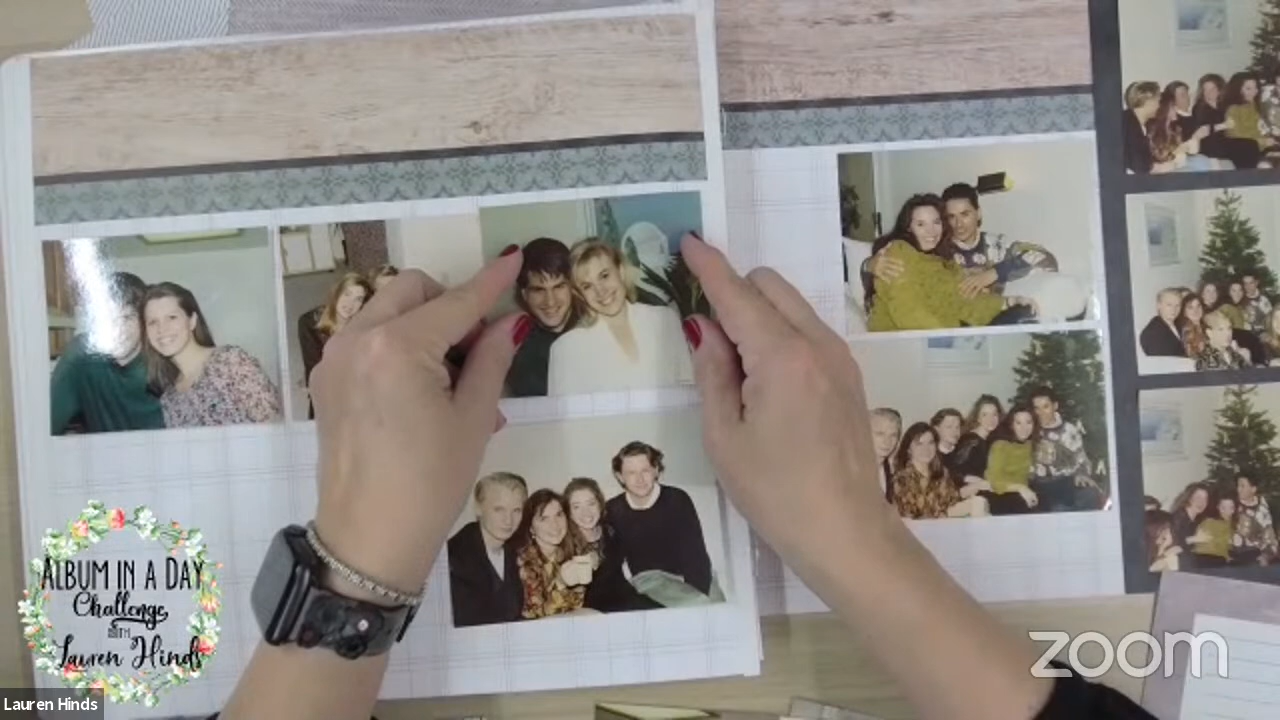 ALBUM IN A DAY
Challenge
WITH
Lauren Hinds
Lauren Hinds
zoom